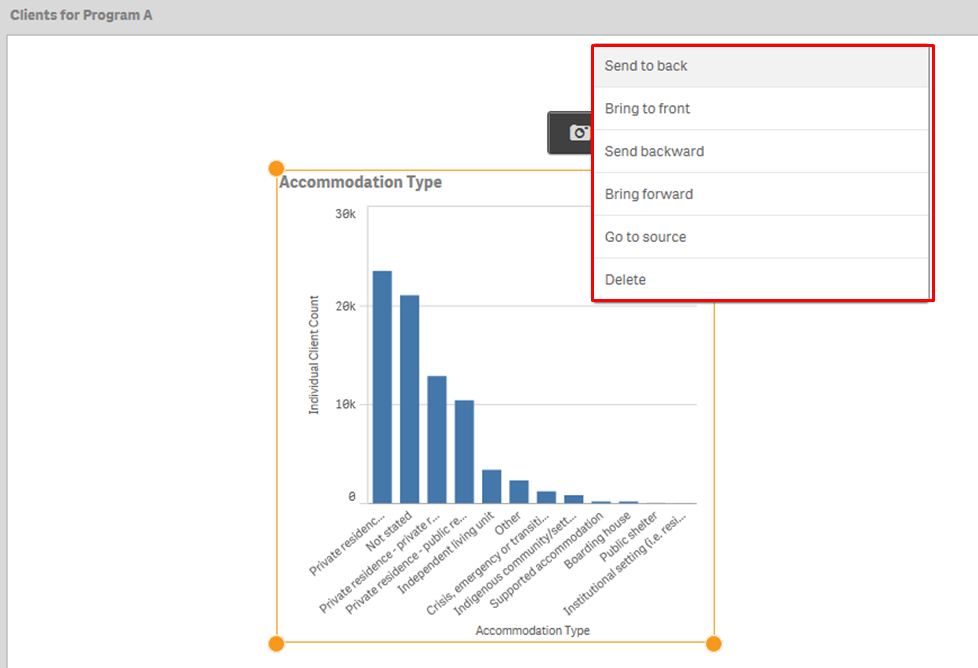 Clients for Program A
Send to back
Bring to front
Send backward
Bring forward
Go to source
Delete
Accommodation Type
30k
20k
10k
0
Individual Client Count
Private residenc...
Not stated
Private residence - private r...
Private residence - public re...
Independent living unit
Other
Crisis, emergency or transiti...
Indigenous community/sett...
Supported accommodation
Boarding house
Public shelter
Institutional setting (i.e. resi...
Accommodation Type